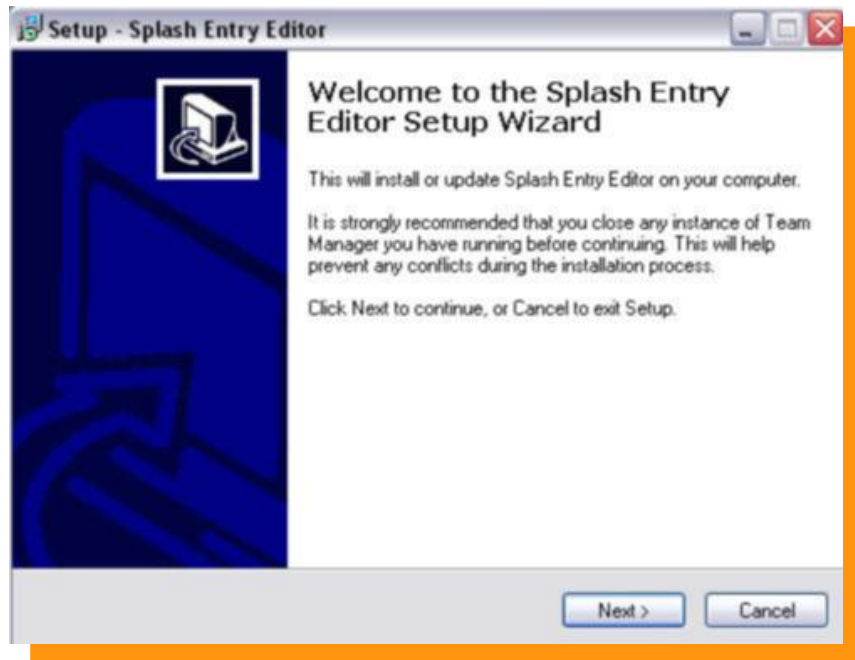 Setup - Splash Entry Editor
Welcome to the Splash Entry
Editor Setup Wizard
This will install or update Splash Entry Editor on your computer.
It is strongly recommended that you close any instance of Team
Manager you have running before continuing. This will help
prevent any conflicts during the installation process.
Click Next to continue, or Cancel to exit Setup.
Next > Cancel